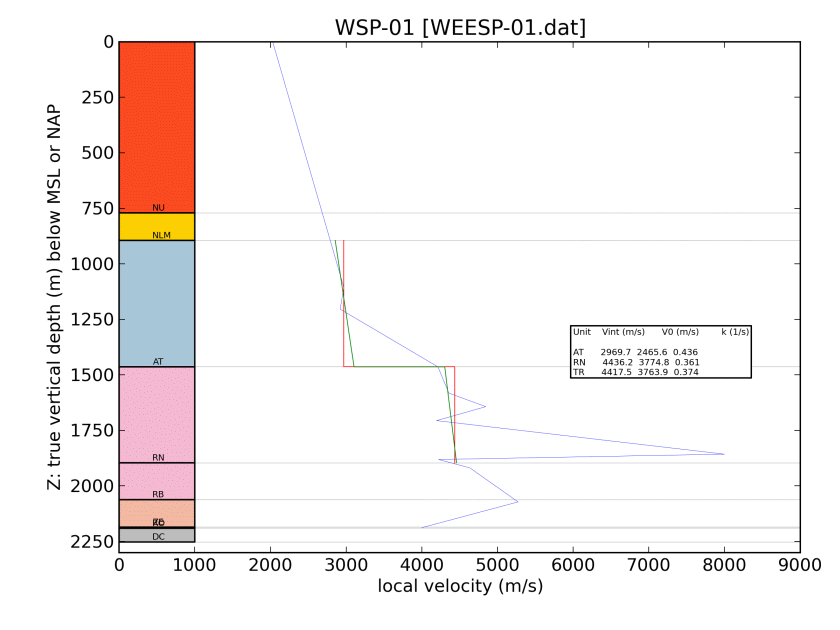 WSP-01 [WEESP-01.dat]
Z: true vertical depth (m) below MSL or NAP
0
250
500
750
1000
1250
1500
1750
2000
2250
NU
NLM
AT
RN
RB
DC
Unit Vint (m/s) V0 (m/s) k (1/s)
AT 2969.7 2465.6 0.436
RN 4436.2 3774.8 0.361
TR 4417.5 3763.9 0.374
0 1000 2000 3000 4000 5000 6000 7000 8000 9000
local velocity (m/s)